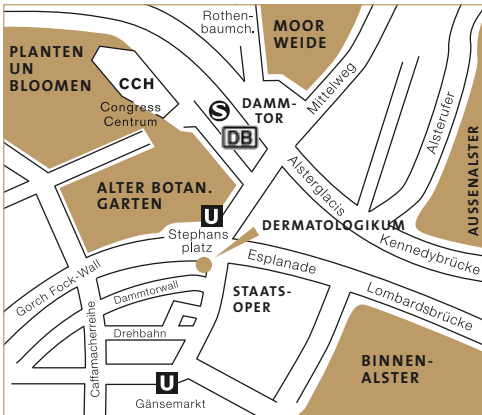 Rothen-
baumch.
MOOR
WEIDE
PLANTEN
UN
BLOOMEN
CCH
Congress
Centrum
S
DAMM-
TOR
DB
Mittelweg
Alsterufer
AUSSENALSTER
Alsterglacis
ALTER BOTAN.
GARTEN
U
Stephans
platz
DERMATOLOGIKUM
Kennedybrücke
Esplanade
Gorch Fock-Wall
Dammtorwall
STAATS-
OPER
Lombardsbrücke
Drehbahn
Caffamacherreihe
BINNEN-
ALSTER
U
Gänsemarkt